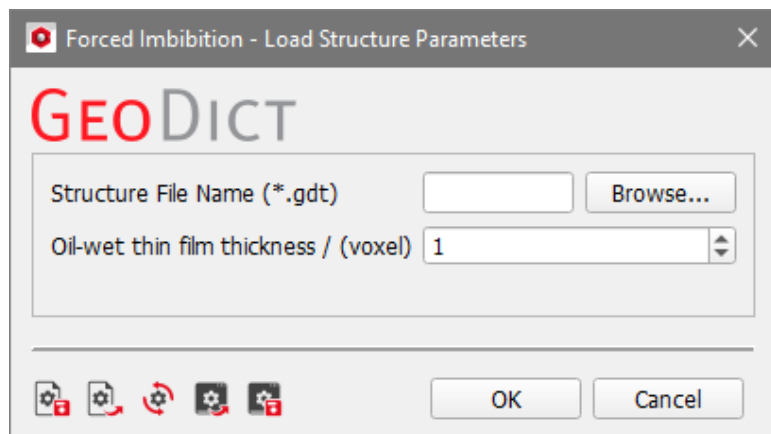 Forced Imbibition - Load Structure Parameters
GEODICT
Structure File Name (*.gdt)
Browse...
Oil-wet thin film thickness / (voxel)
1
OK
Cancel